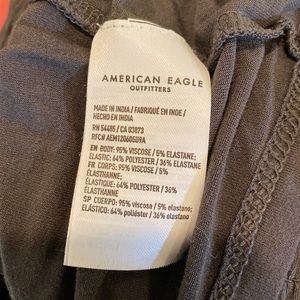 AMERICAN EAGLE
OUTFITTERS
MADE IN INDIA / FABRIQUÉ EN INDE /
HECHO EN INDIA
RN 54485 / CA 03873
RFC# AEM120605U9A
EN BODY: 95% VISCOSE / 5% ELASTANE;
ELASTIC: 64% POLYESTER / 36% ELASTANE
FR CORPS: 95% VISCOSE / 5%
ÉLASTHANNE;
ÉLASTIQUE: 64% POLYESTER / 36%
ÉLASTHANNE
SP CUERPO: 95% viscosa / 5% elastano;
ELÁSTICO: 64% poliéster / 36% elastano